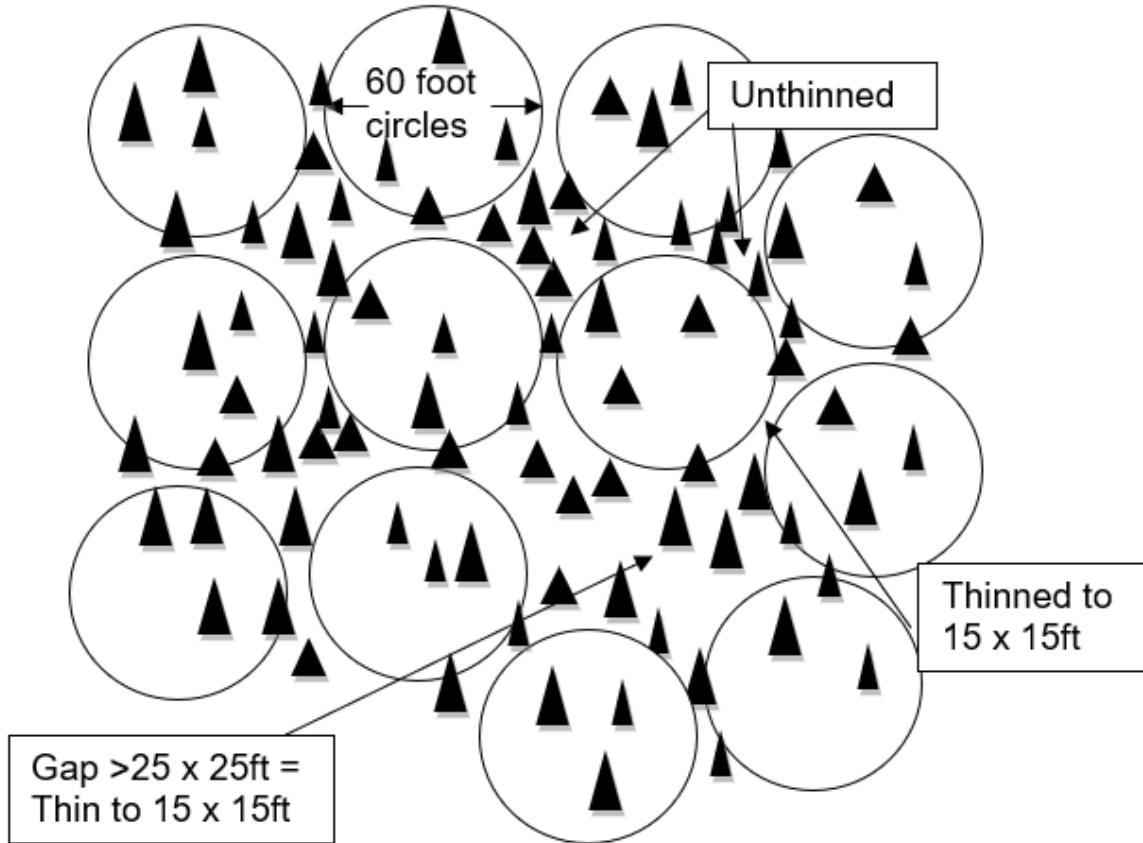 60 foot
circles
Unthinned
Thinned to
15 x 15ft
Gap >25 x 25ft =
Thin to 15 x 15ft